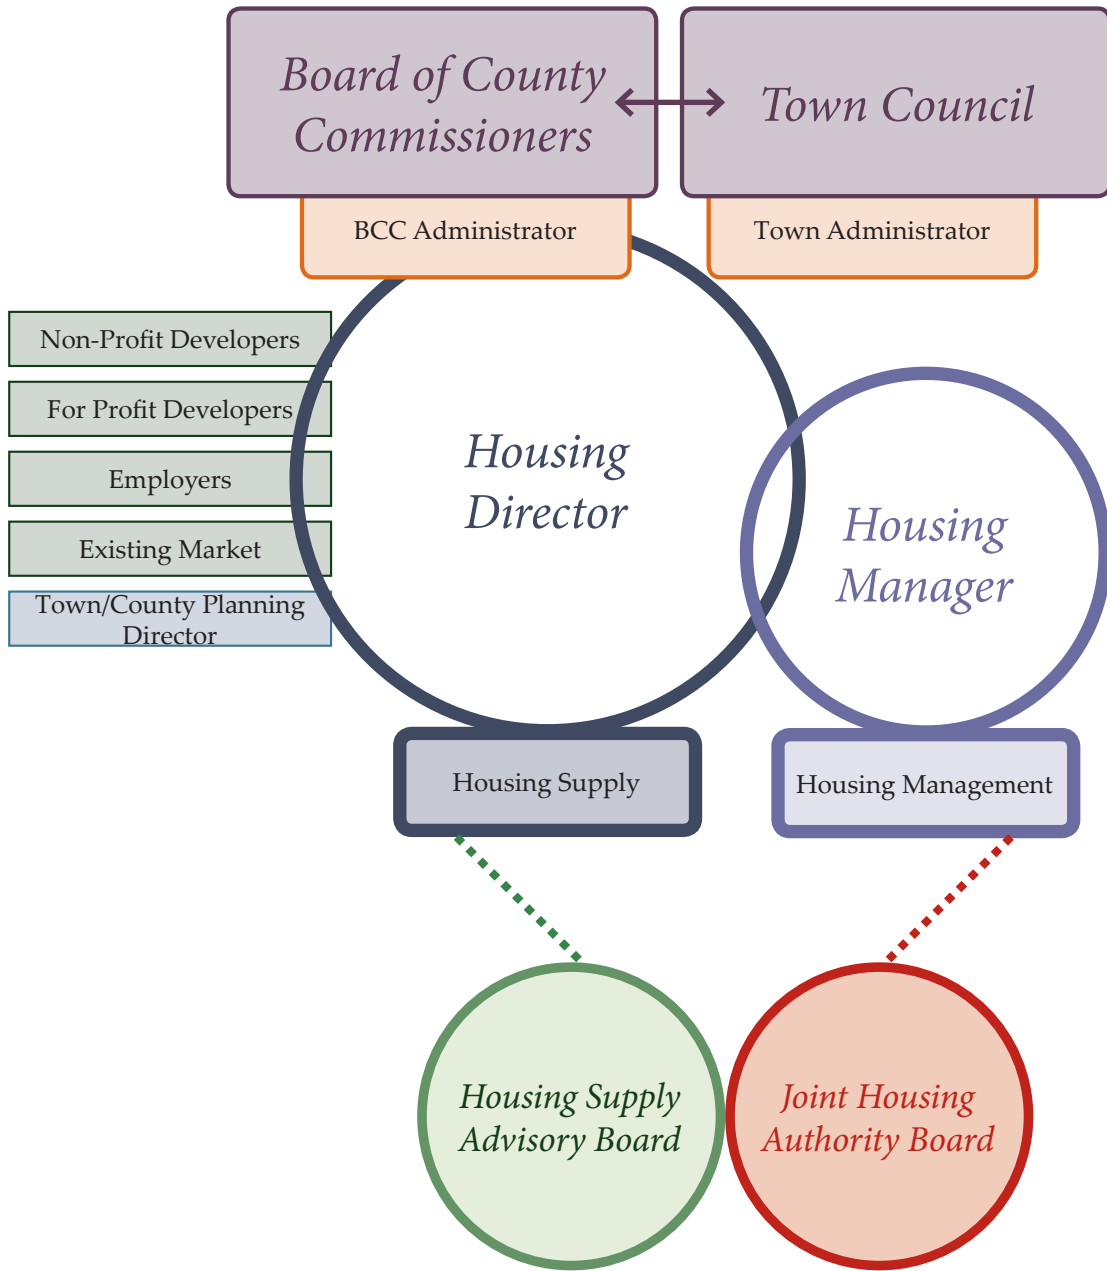 Board of County
Commissioners
Town Council
BCC Administrator
Town Administrator
Non-Profit Developers
For Profit Developers
Employers
Existing Market
Town/County Planning
Director
Housing
Director
Housing
Manager
Housing Supply
Housing Management
Housing Supply
Advisory Board
Joint Housing
Authority Board